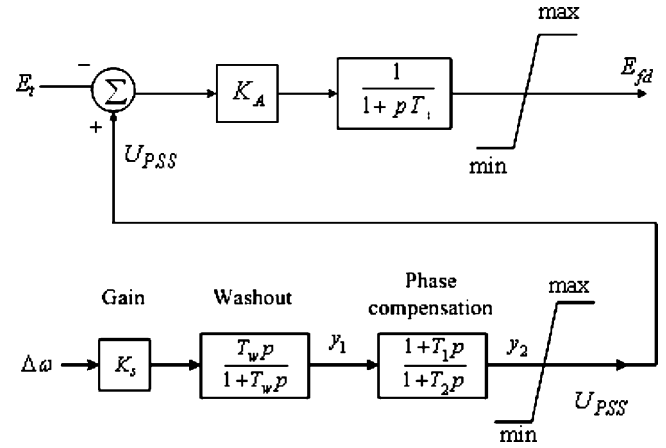 max
−
E_t
Σ
K_A
1
1 + pT
E_fd
+
min
U_PSS
Gain
Washout
Phase
compensation
max
Δω
K_s
T_w p
1+T_w p
y_1
1+T_1 p
1+T_2 p
y_2
U_PSS
min